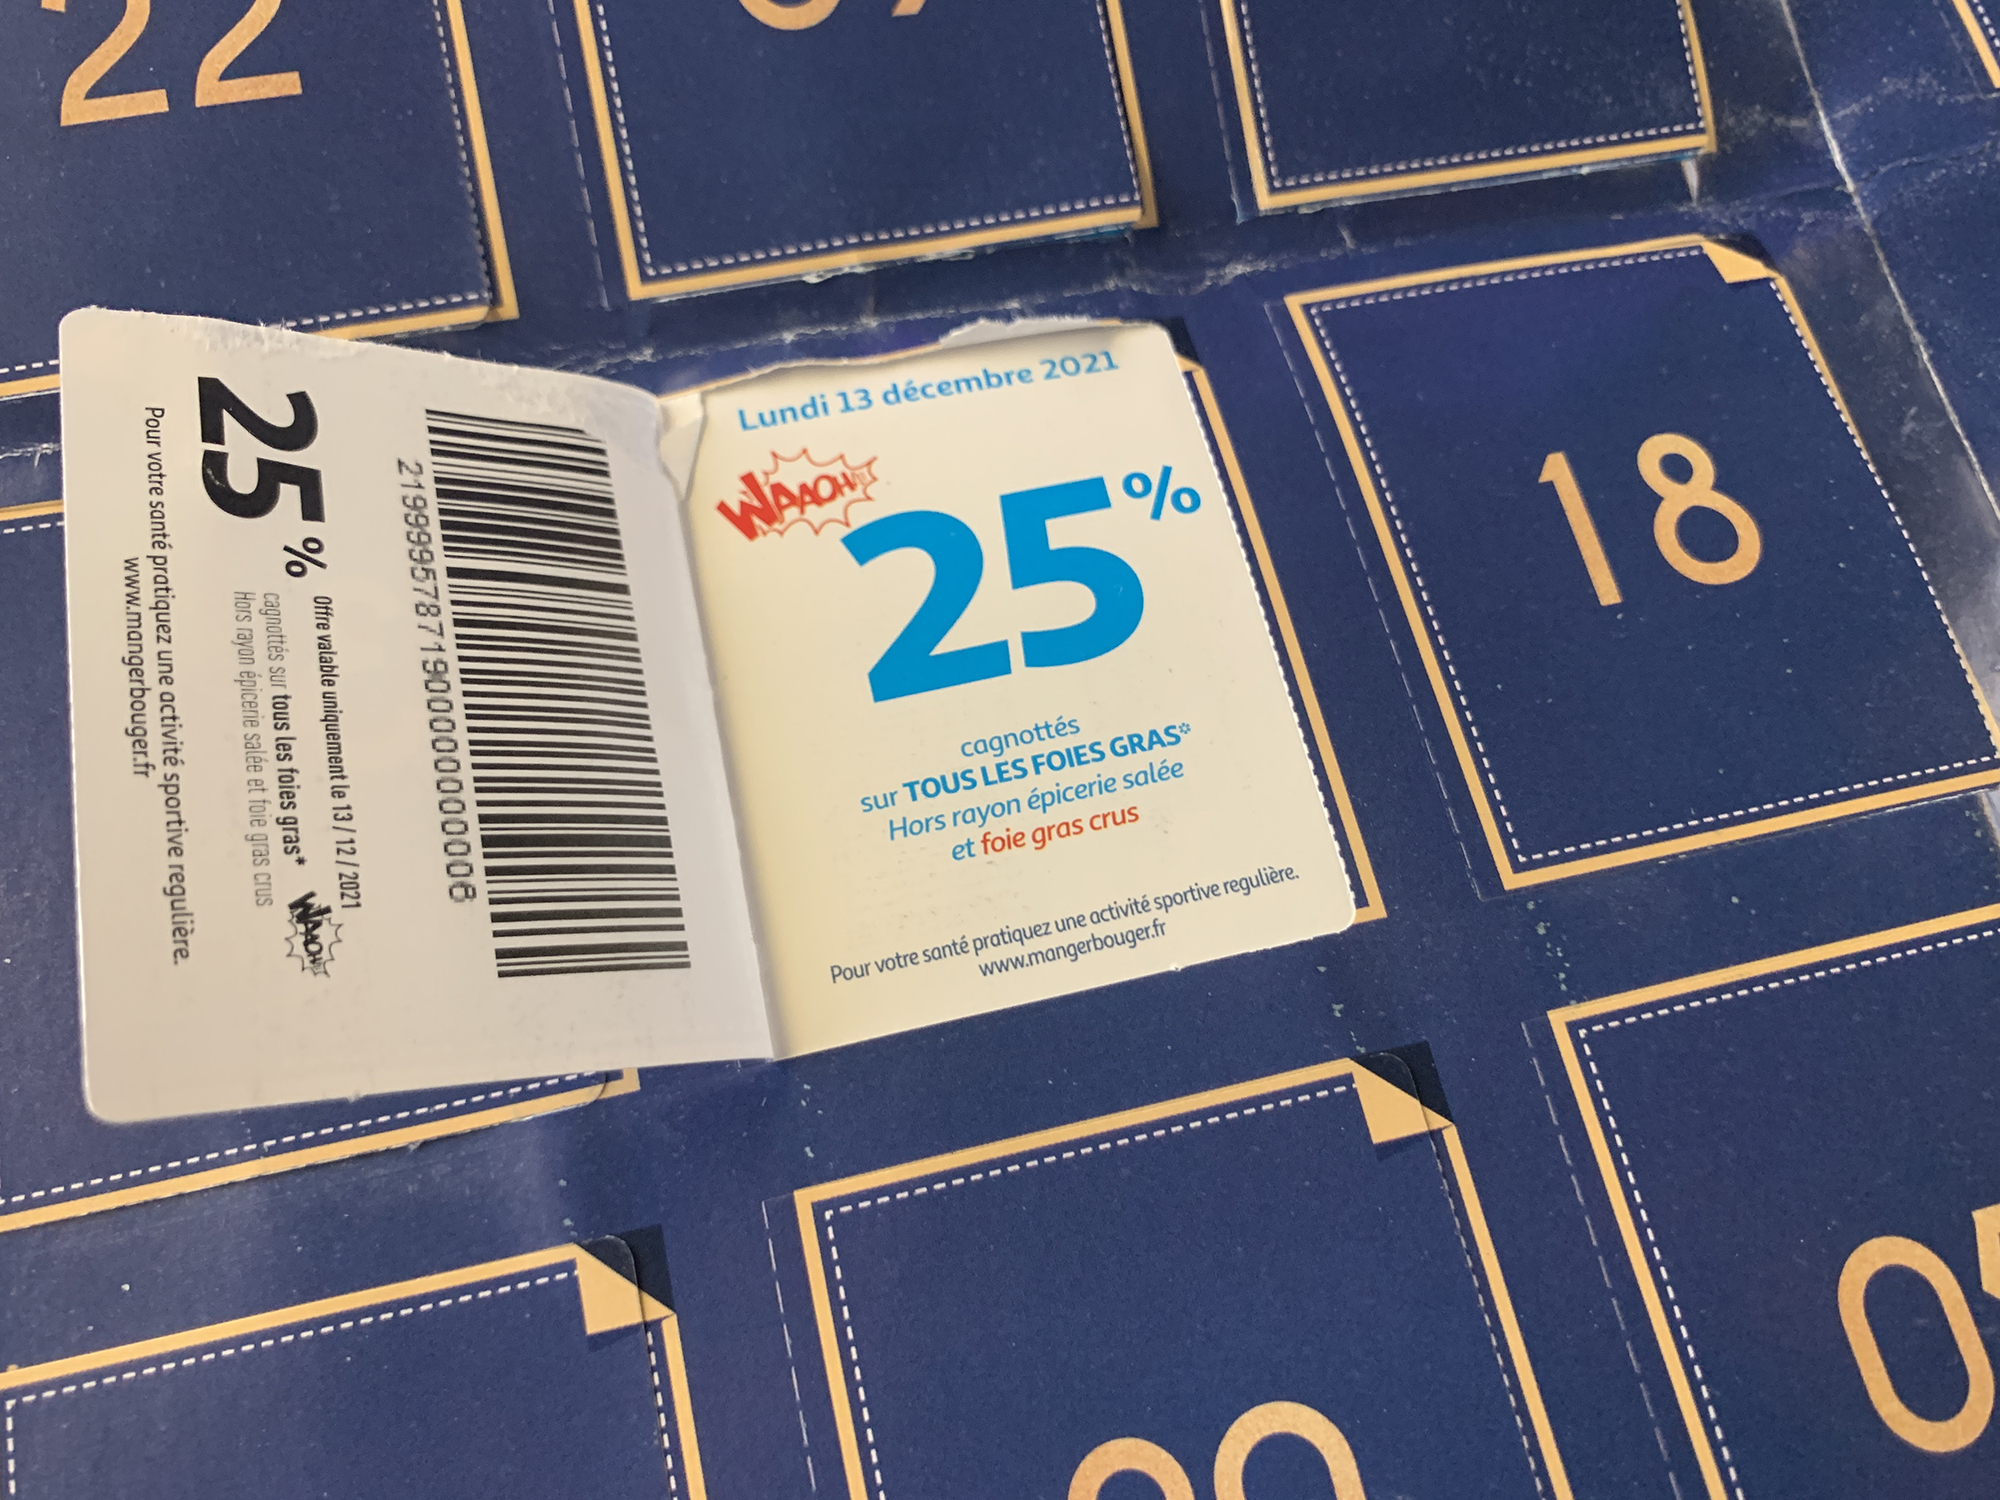 22
18
25 %
Offre valable uniquement le 13 / 12 / 2021
cagnottés sur tous les foies gras*
Hors rayon épicerie salée et foie gras crus
WAAOH
Pour votre santé pratiquez une activité sportive regulière.
www.mangerbouger.fr
Lundi 13 décembre 2021
WAAOH
25%
cagnottés
sur TOUS LES FOIES GRAS*
Hors rayon épicerie salée
et foie gras crus
Pour votre santé pratiquez une activité sportive regulière.
www.mangerbouger.fr